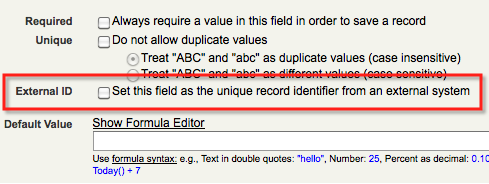 Required Always require a value in this field in order to save a record
Unique Do not allow duplicate values
Treat "ABC" and "abc" as duplicate values (case insensitive)
Treat "ABC" and "abc" as different values (case sensitive)
External ID Set this field as the unique record identifier from an external system
Default Value Show Formula Editor
Use formula syntax: e.g., Text in double quotes: "hello", Number: 25, Percent as decimal: 0.10
Today() + 7